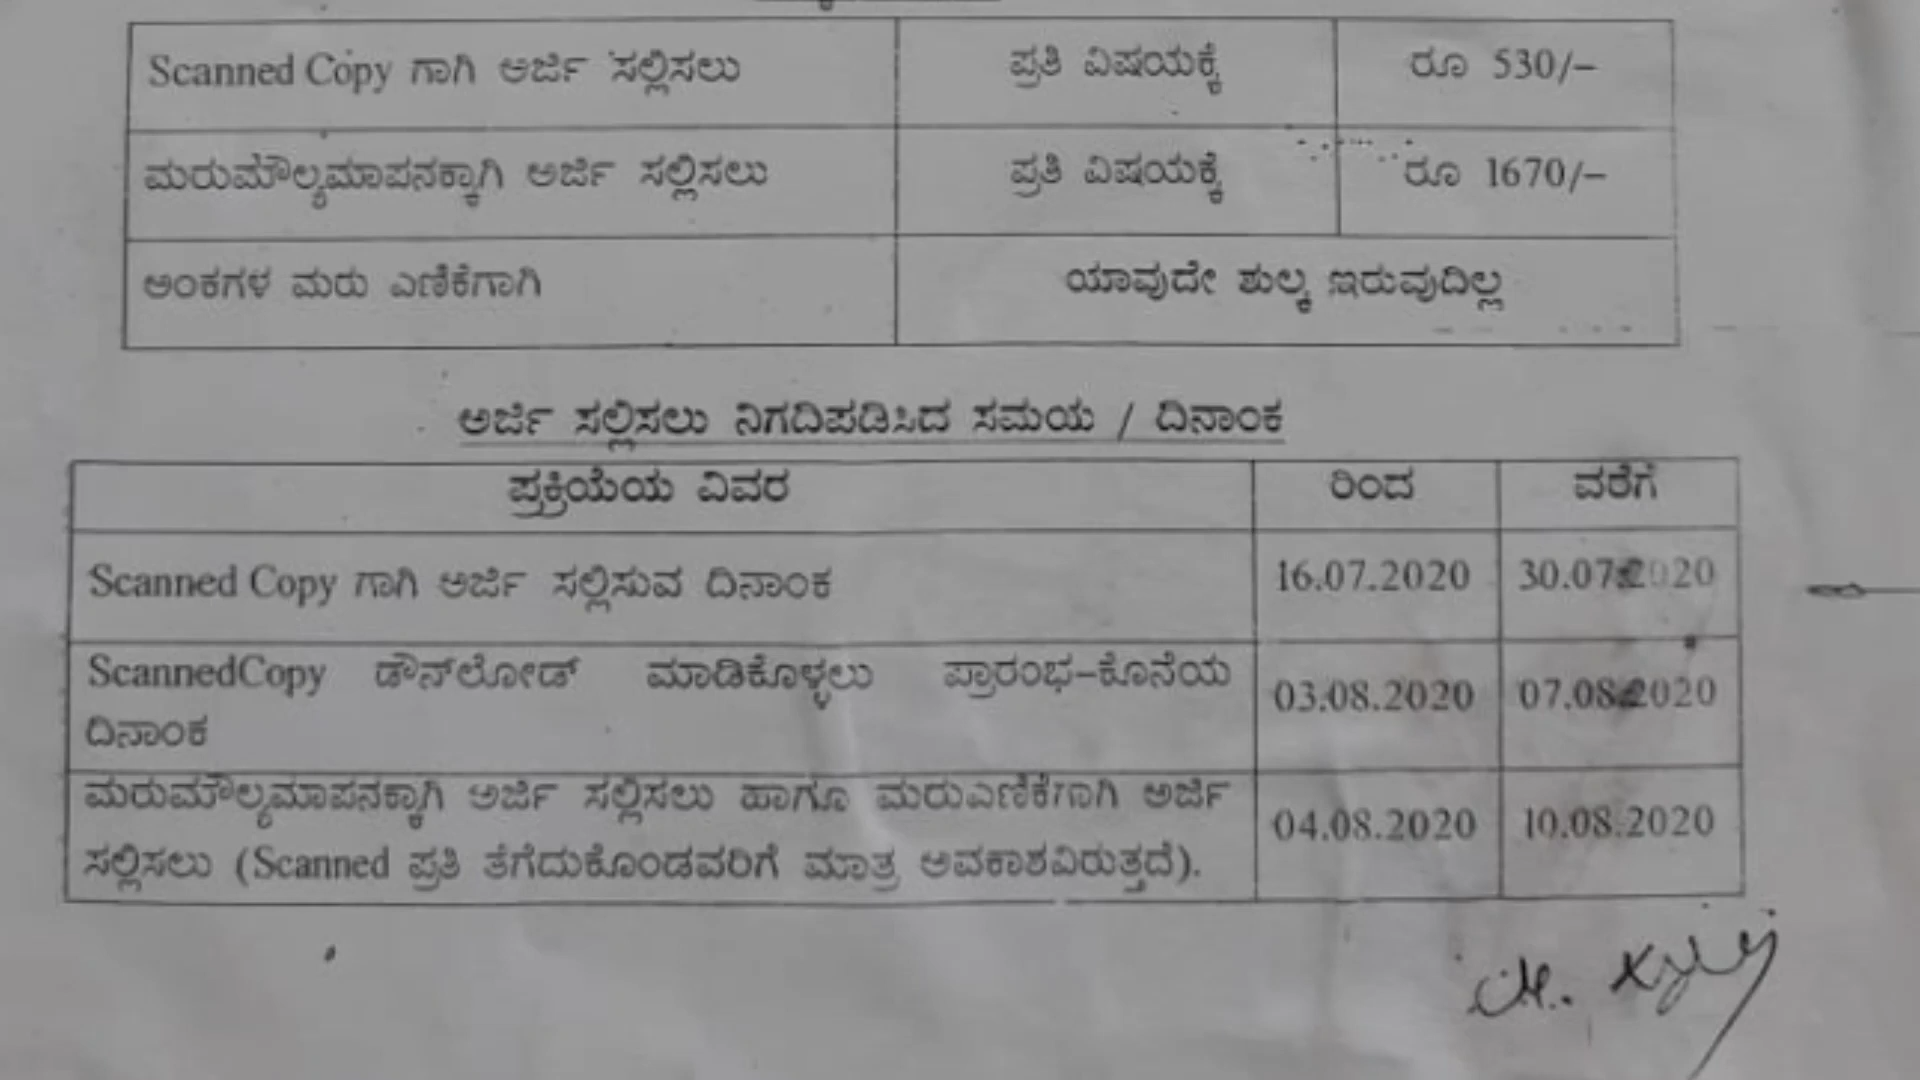 Scanned Copy ಗಾಗಿ ಅರ್ಜಿ ಸಲ್ಲಿಸಲು ಪ್ರತಿ ವಿಷಯಕ್ಕೆ ರೂ 530/–
ಮರುಮೌಲ್ಯಮಾಪನಕ್ಕಾಗಿ ಅರ್ಜಿ ಸಲ್ಲಿಸಲು ಪ್ರತಿ ವಿಷಯಕ್ಕೆ ರೂ 1670/–
ಅಂಕಗಳ ಮರು ಎಣಿಕೆಗಾಗಿ ಯಾವುದೇ ಶುಲ್ಕ ಇರುವುದಿಲ್ಲ
ಅರ್ಜಿ ಸಲ್ಲಿಸಲು ನಿಗದಿಪಡಿಸಿದ ಸಮಯ / ದಿನಾಂಕ
ಪ್ರಕ್ರಿಯೆಯ ವಿವರ ರಿಂದ ವರೆಗೆ
Scanned Copy ಗಾಗಿ ಅರ್ಜಿ ಸಲ್ಲಿಸುವ ದಿನಾಂಕ 16.07.2020 30.07.2020
ScannedCopy ಡೌನ್‌ಲೋಡ್ ಮಾಡಿಕೊಳ್ಳಲು ಪ್ರಾರಂಭ–ಕೊನೆಯ
ದಿನಾಂಕ 03.08.2020 07.08.2020
ಮರುಮೌಲ್ಯಮಾಪನಕ್ಕಾಗಿ ಅರ್ಜಿ ಸಲ್ಲಿಸಲು ಹಾಗೂ ಮರುಎಣಿಕೆಗಾಗಿ ಅರ್ಜಿ
ಸಲ್ಲಿಸಲು (Scanned ಪ್ರತಿ ತೆಗೆದುಕೊಂಡವರಿಗೆ ಮಾತ್ರ ಅವಕಾಶವಿರುತ್ತದೆ). 04.08.2020 10.08.2020